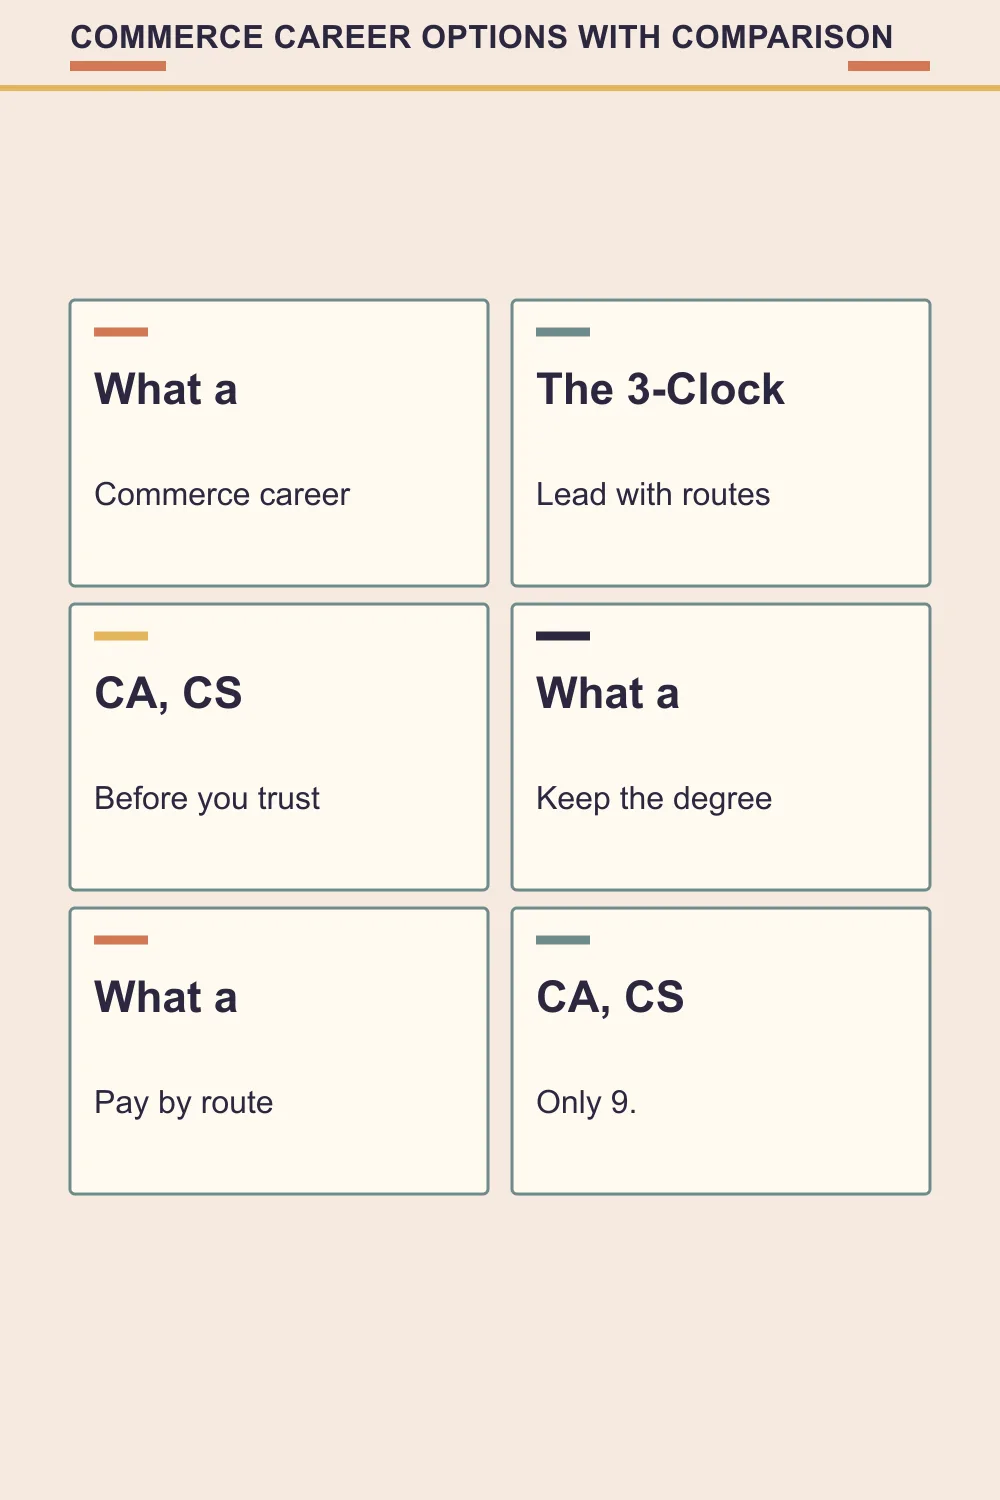 COMMERCE CAREER OPTIONS WITH COMPARISON
What a
Commerce career
The 3-Clock
Lead with routes
CA, CS
Before you trust
What a
Keep the degree
What a
Pay by route
CA, CS
Only 9.